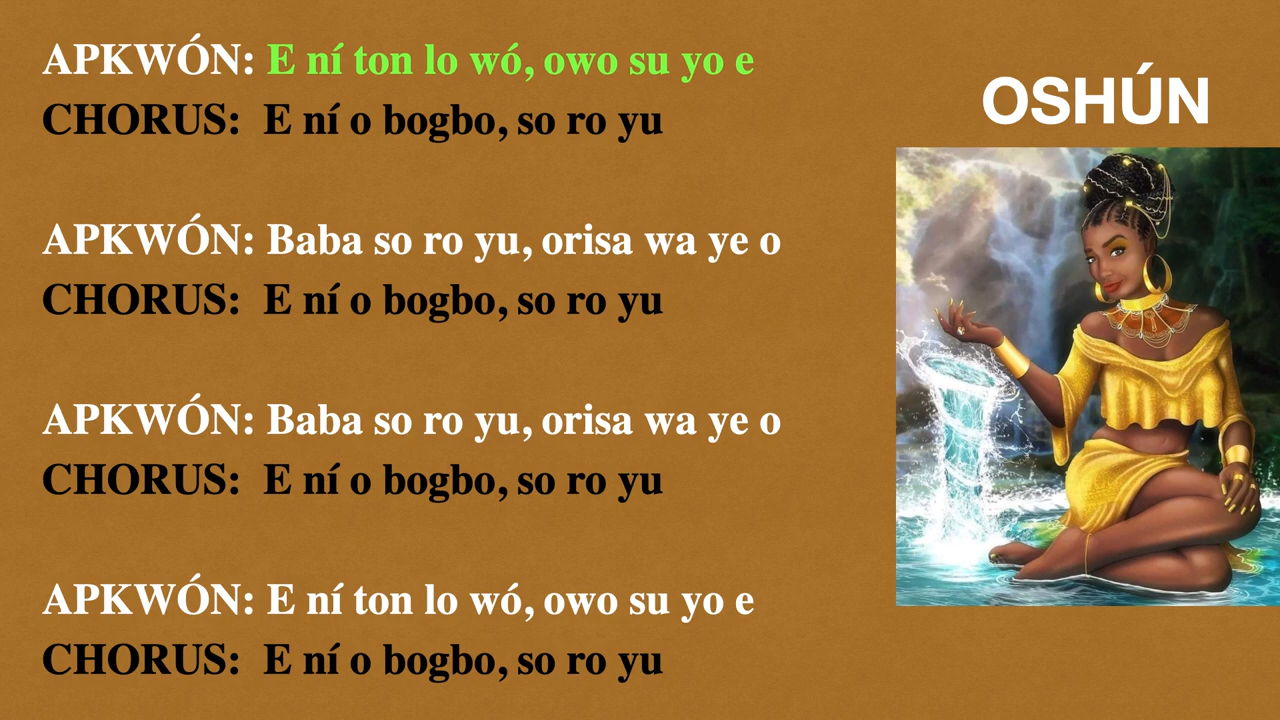 APKWÓN: E ní ton lo wó, owo su yo e
CHORUS: E ní o bogbo, so ro yu
OSHÚN
APKWÓN: Baba so ro yu, orisa wa ye o
CHORUS: E ní o bogbo, so ro yu
APKWÓN: Baba so ro yu, orisa wa ye o
CHORUS: E ní o bogbo, so ro yu
APKWÓN: E ní ton lo wó, owo su yo e
CHORUS: E ní o bogbo, so ro yu